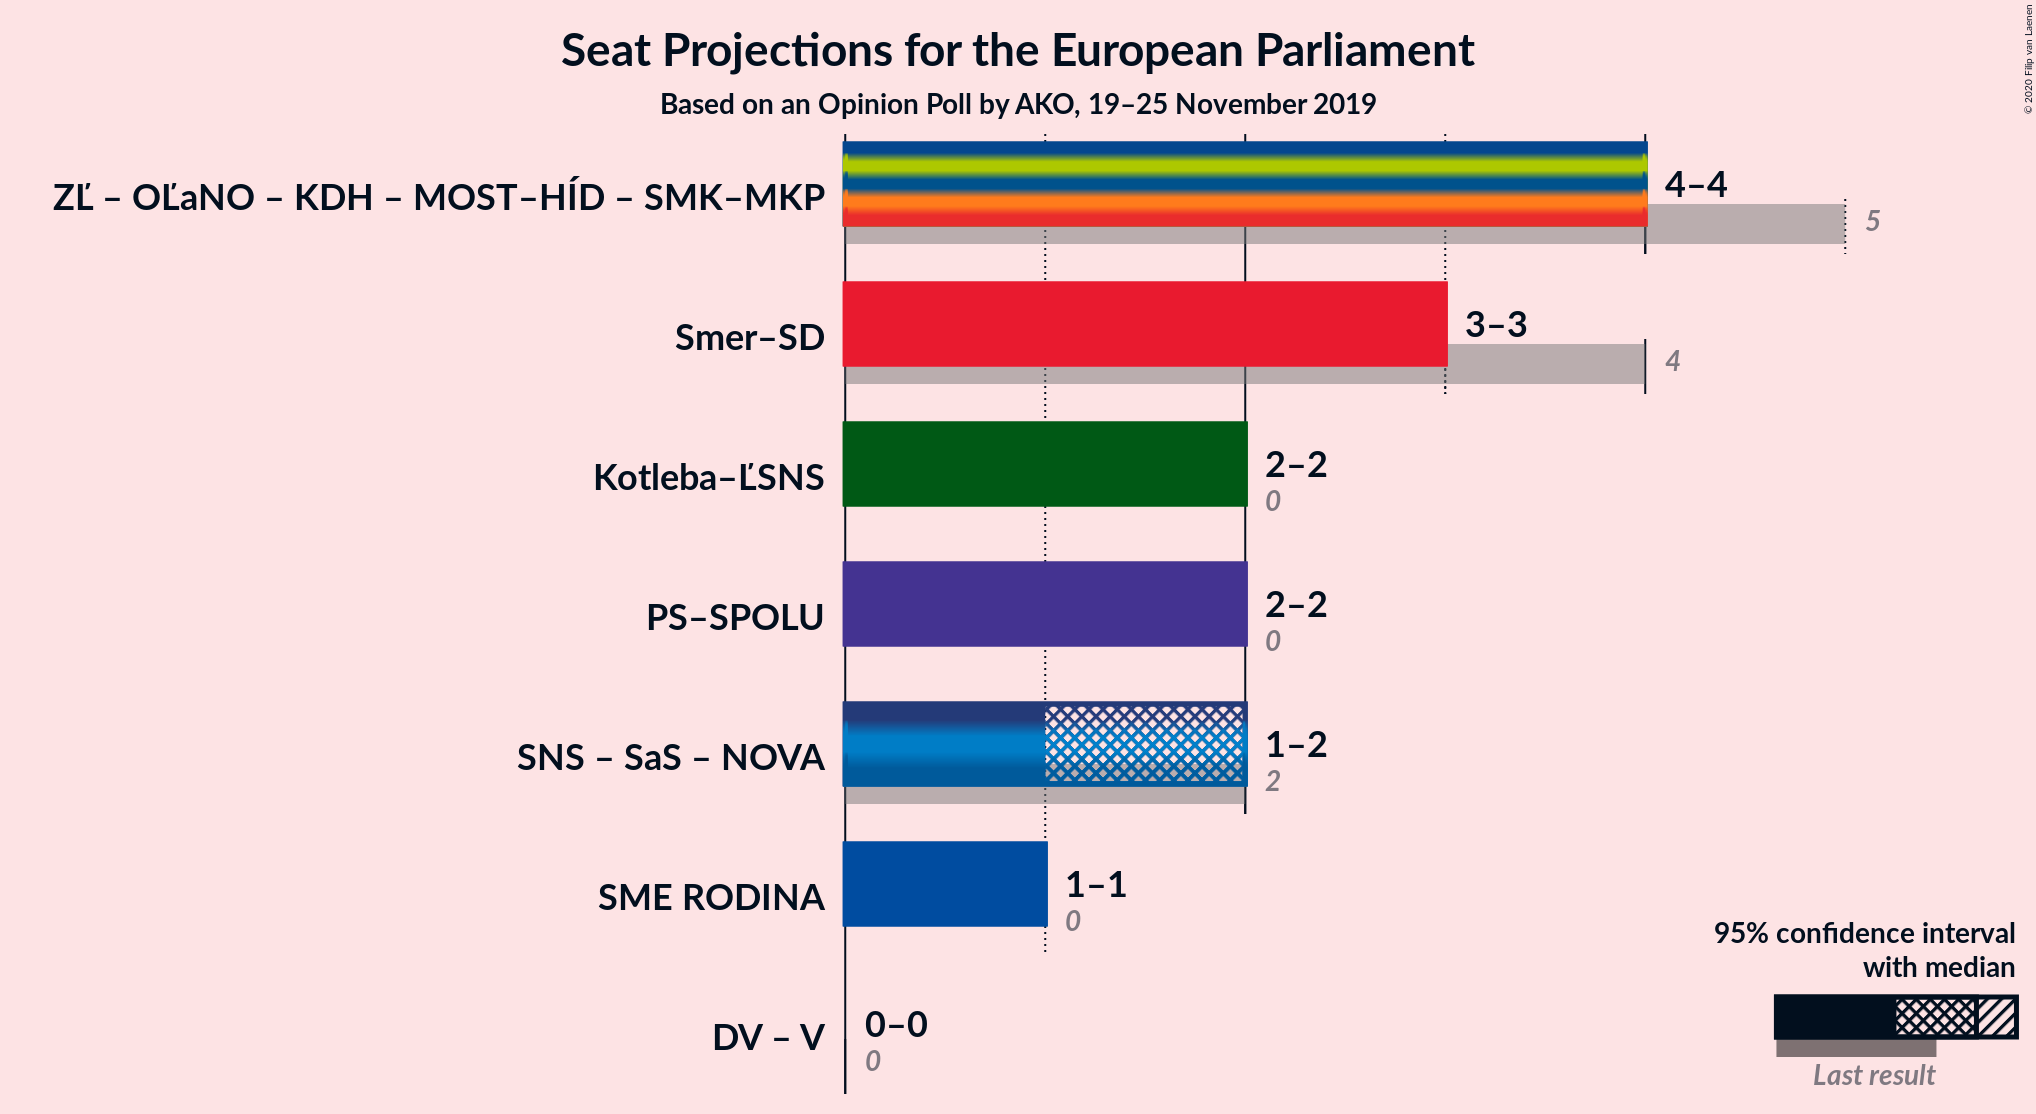 Seat Projections for the European Parliament
Based on an Opinion Poll by AKO, 19–25 November 2019
© 2020 Filip van Laenen
ZĽ – OĽaNO – KDH – MOST–HÍD – SMK–MKP
4–4
5
Smer–SD
3–3
4
Kotleba–ĽSNS
2–2
0
PS–SPOLU
2–2
0
SNS – SaS – NOVA
1–2
2
SME RODINA
1–1
0
DV – V
0–0
0
95% confidence interval
with median
Last result